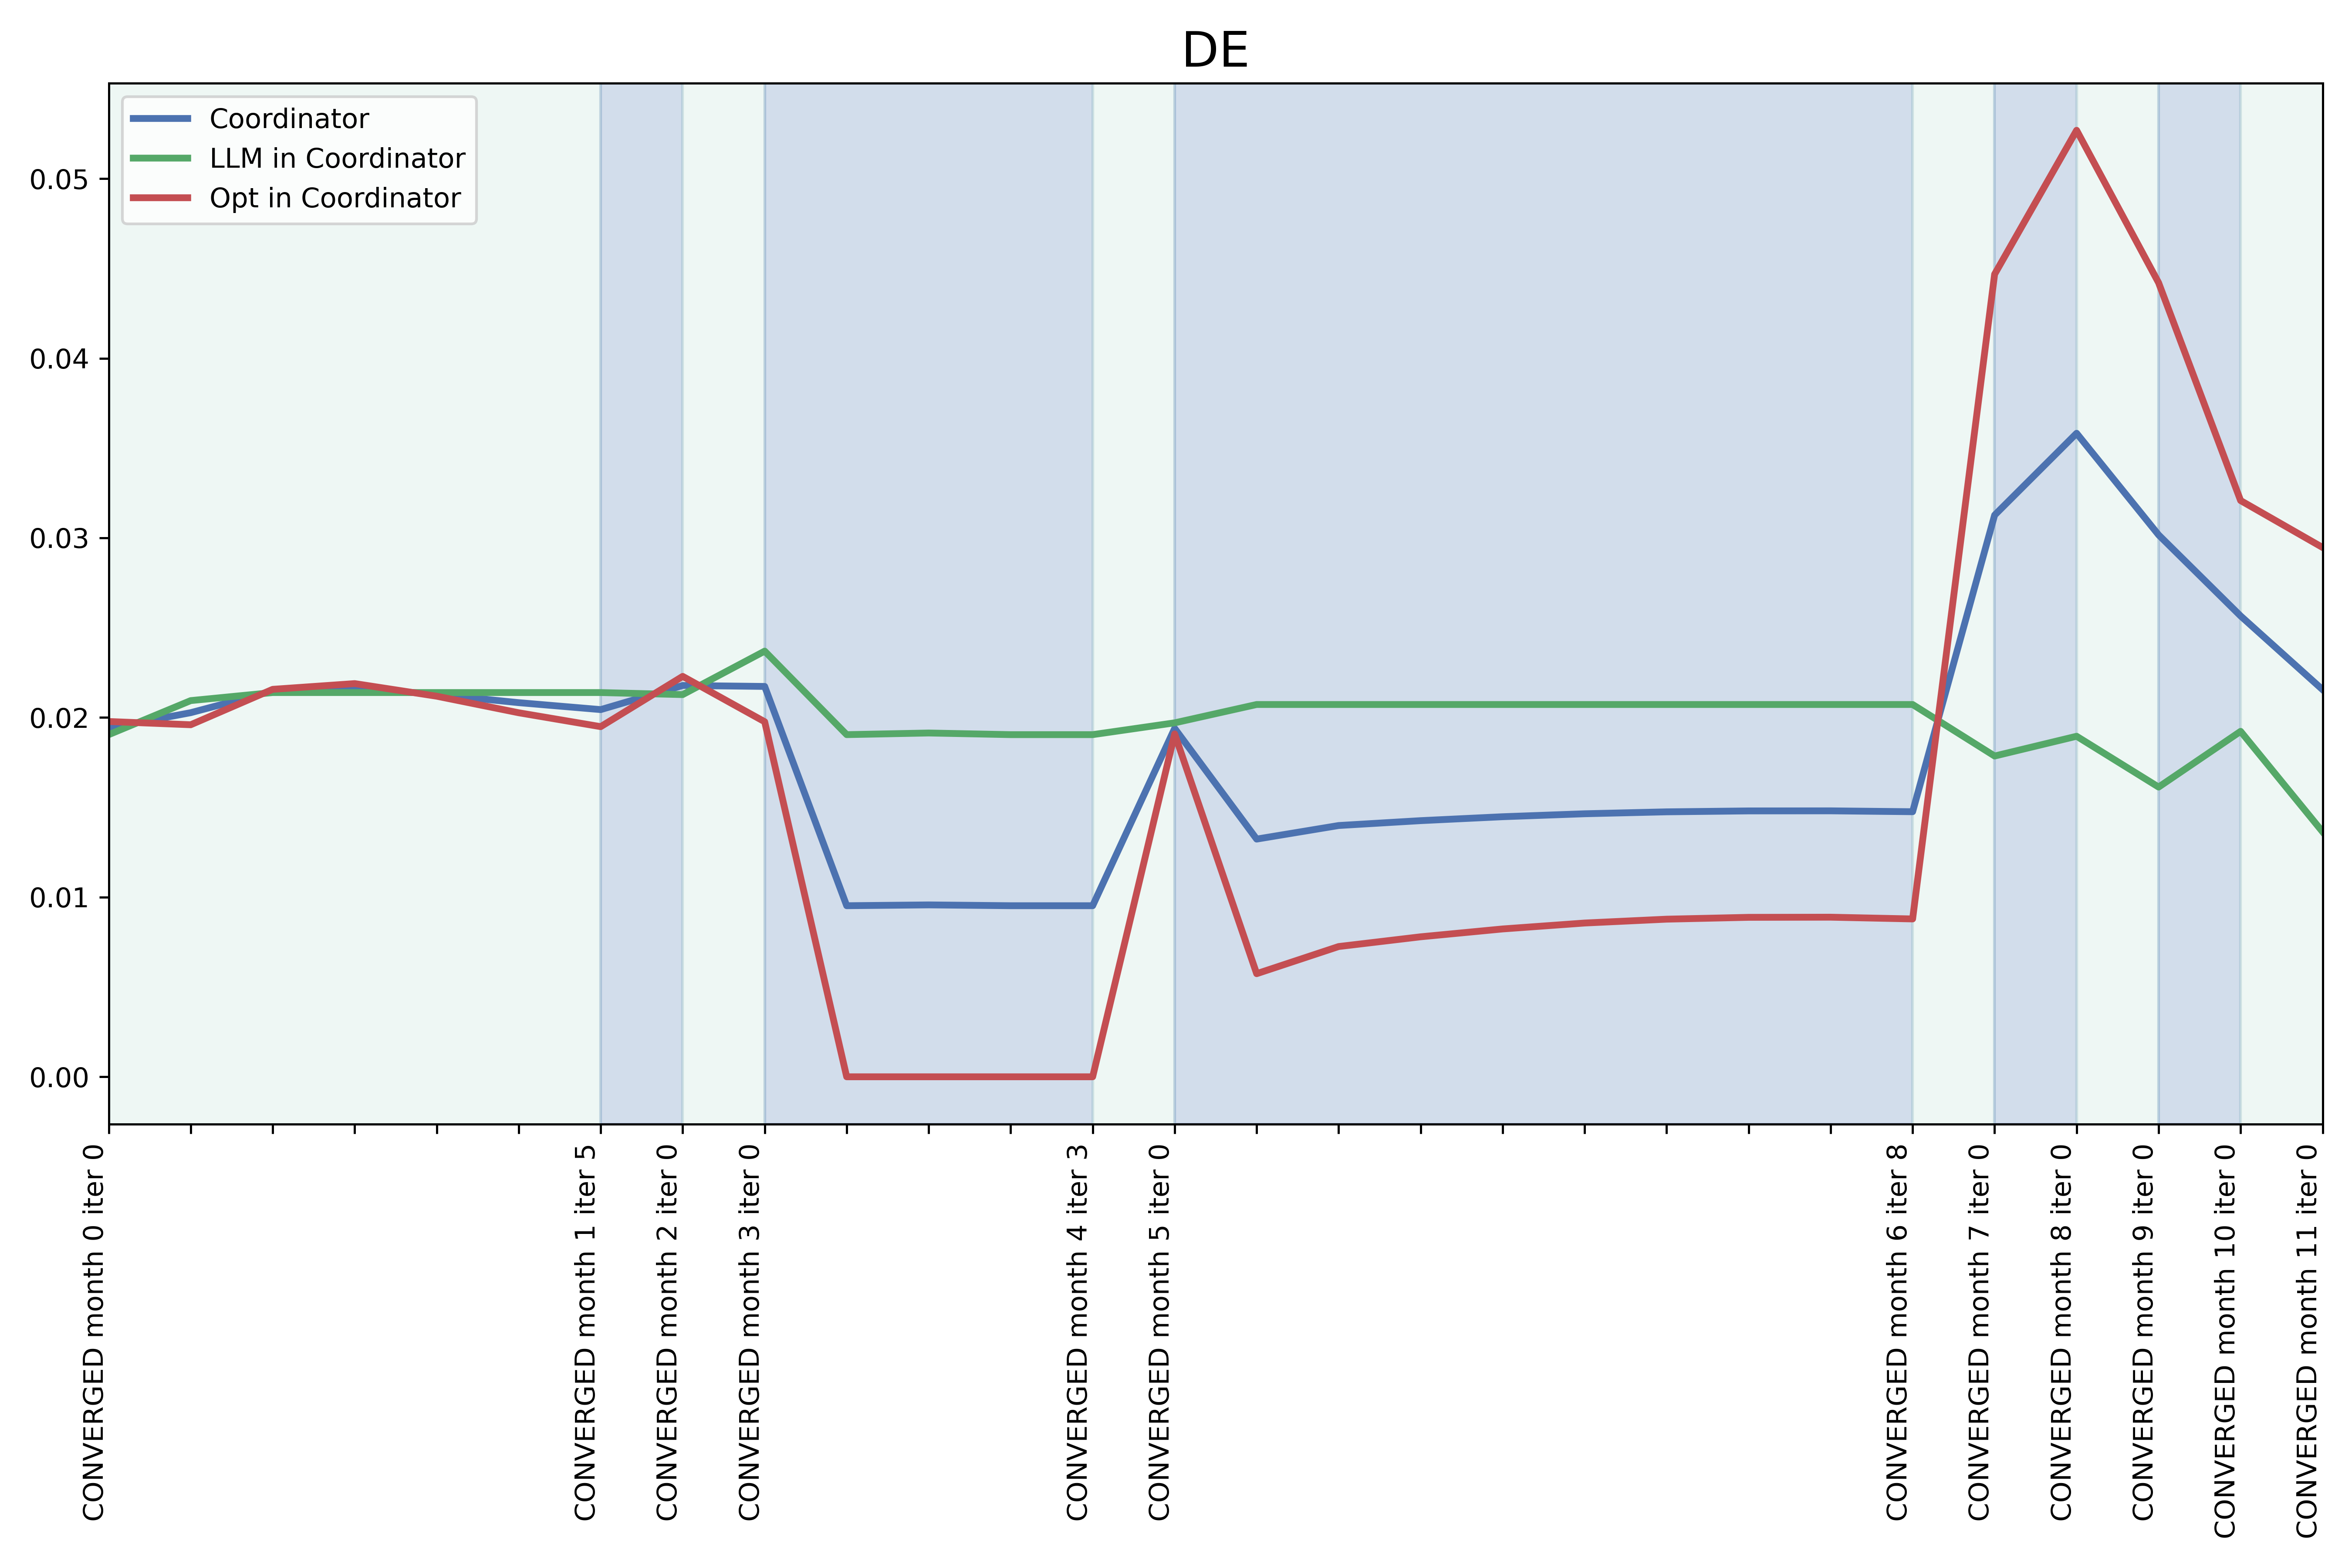 DE
Coordinator
LLM in Coordinator
Opt in Coordinator
0.05
0.04
0.03
0.02
0.01
0.00
CONVERGED month 0 iter 0
CONVERGED month 1 iter 5
CONVERGED month 2 iter 0
CONVERGED month 3 iter 0
CONVERGED month 4 iter 3
CONVERGED month 5 iter 0
CONVERGED month 6 iter 8
CONVERGED month 7 iter 0
CONVERGED month 8 iter 0
CONVERGED month 9 iter 0
CONVERGED month 10 iter 0
CONVERGED month 11 iter 0